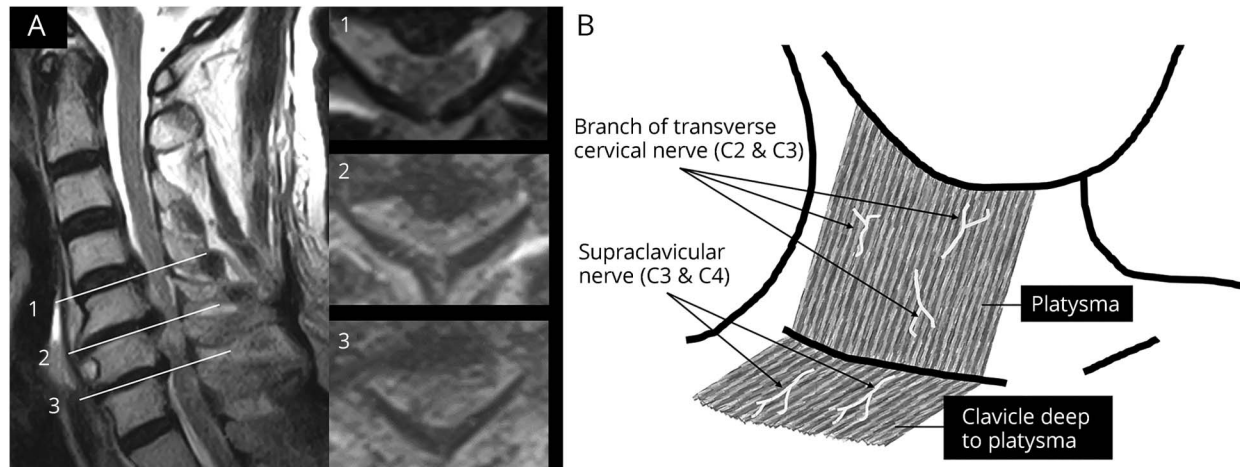 A
1
2
3
1
2
3
B
Branch of transverse
cervical nerve (C2 & C3)
Supraclavicular
nerve (C3 & C4)
Platysma
Clavicle deep
to platysma